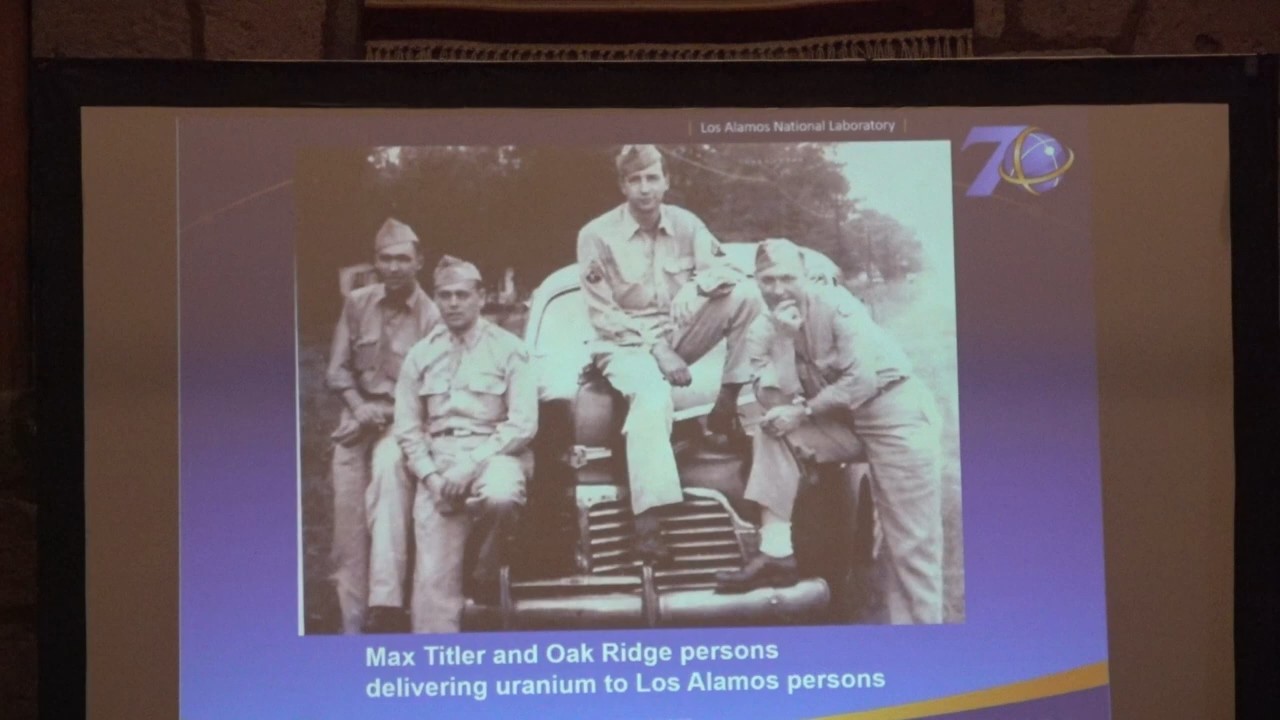 Los Alamos National Laboratory
70
Max Titler and Oak Ridge persons
delivering uranium to Los Alamos persons